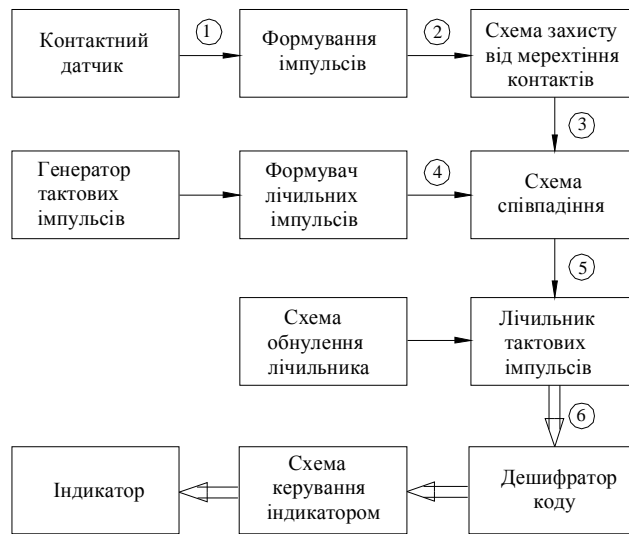 Контактний
датчик
1
Формування
імпульсів
2
Схема захисту
від мерехтіння
контактів
3
Генератор
тактових
імпульсів
Формувач
лічильних
імпульсів
4
Схема
співпадіння
5
Схема
обнулення
лічильника
Лічильник
тактових
імпульсів
6
Індикатор
Схема
керування
індикатором
Дешифратор
коду